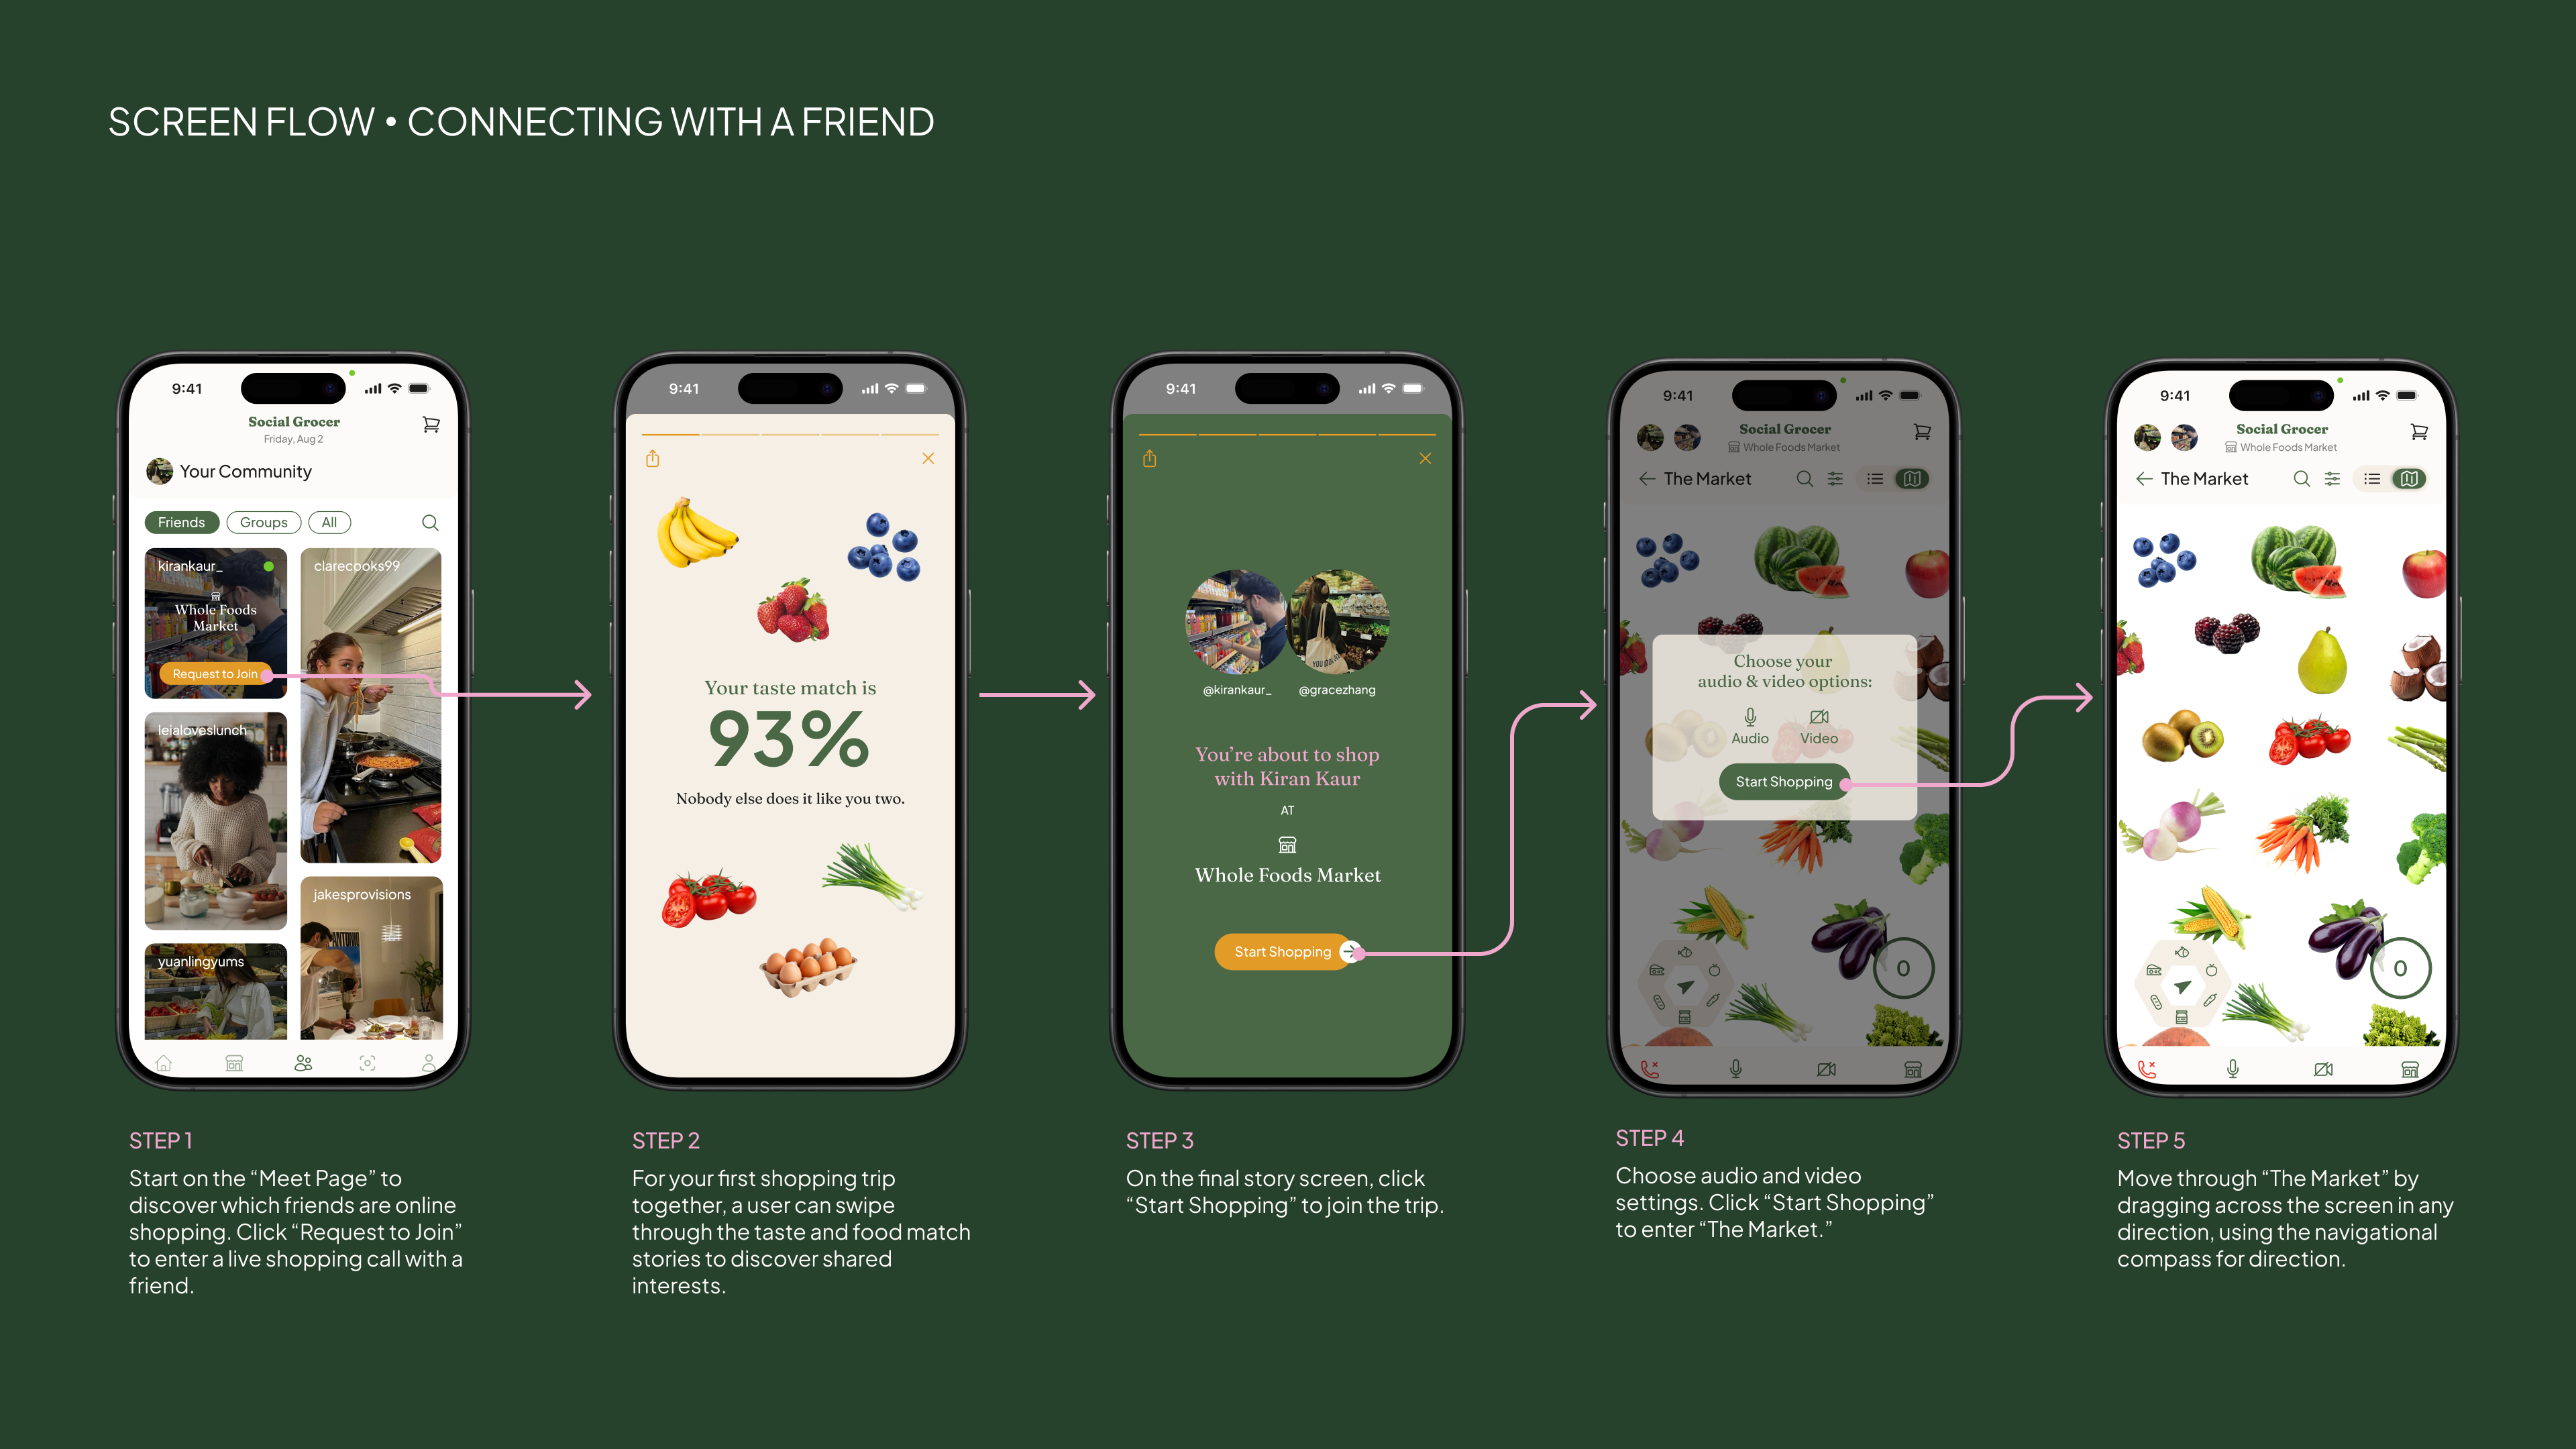 SCREEN FLOW • CONNECTING WITH A FRIEND
9:41
Social Grocer
Friday, Aug 2
Your Community
Friends
Groups
All
kirankaur_
Whole Foods
Market
Request to Join
clarecooks99
leialoveslunch
jakesprovisions
yuanlingyums
STEP 1
Start on the “Meet Page” to
discover which friends are online
shopping. Click “Request to Join”
to enter a live shopping call with a
friend.
9:41
Your taste match is
93%
Nobody else does it like you two.
STEP 2
For your first shopping trip
together, a user can swipe
through the taste and food match
stories to discover shared
interests.
9:41
@kirankaur_
@gracezhang
You’re about to shop
with Kiran Kaur
AT
Whole Foods Market
Start Shopping
STEP 3
On the final story screen, click
“Start Shopping” to join the trip.
9:41
Social Grocer
Whole Foods Market
The Market
Choose your
audio & video options:
Audio
Video
Start Shopping
0
STEP 4
Choose audio and video
settings. Click “Start Shopping”
to enter “The Market.”
9:41
Social Grocer
Whole Foods Market
The Market
0
STEP 5
Move through “The Market” by
dragging across the screen in any
direction, using the navigational
compass for direction.